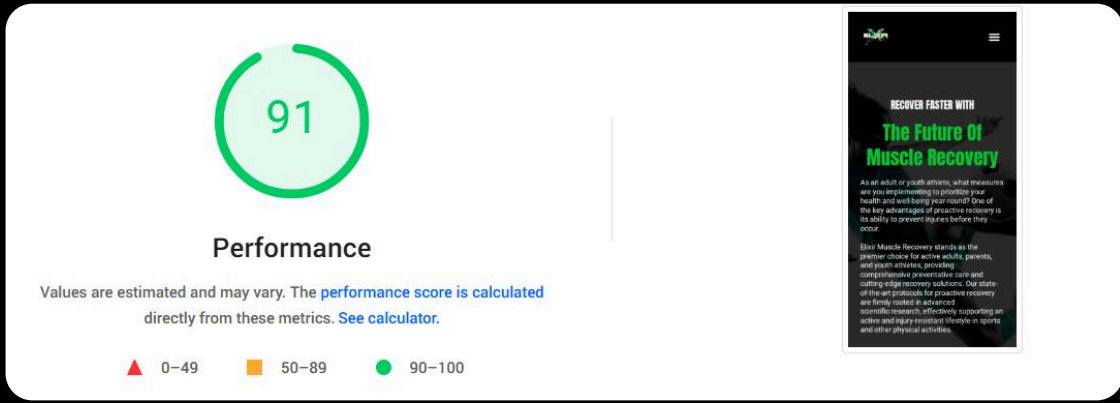 91
Performance
Values are estimated and may vary. The performance score is calculated
directly from these metrics. See calculator.
0–49
50–89
90–100
ELIXIR
RECOVER FASTER WITH
The Future Of
Muscle Recovery
As an adult or youth athlete, what measures
are you implementing to prioritize your
health and well-being year-round? One of
the key advantages of proactive recovery is
its ability to prevent injuries before they
occur.
Elixir Muscle Recovery stands as the
premier choice for active adults, parents,
and youth athletes, providing
comprehensive preventative care and
cutting-edge recovery solutions. Our state-
of-the-art protocols for proactive recovery
are firmly rooted in advanced
scientific research, effectively supporting an
active and injury-resistant lifestyle in sports
and other physical activities.